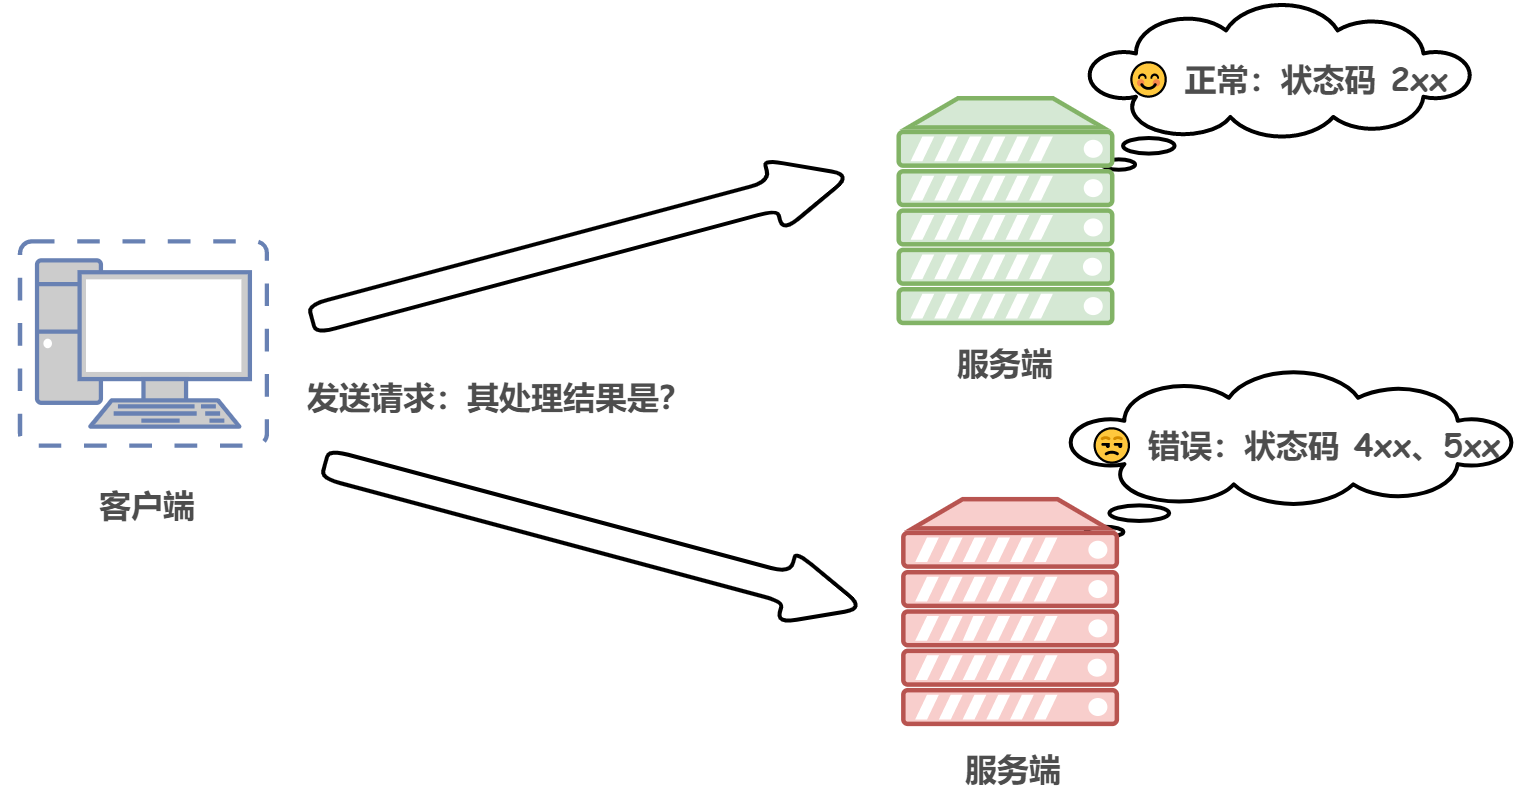 正常：状态码 2xx
服务端
发送请求：其处理结果是？
错误：状态码 4xx、5xx
客户端
服务端